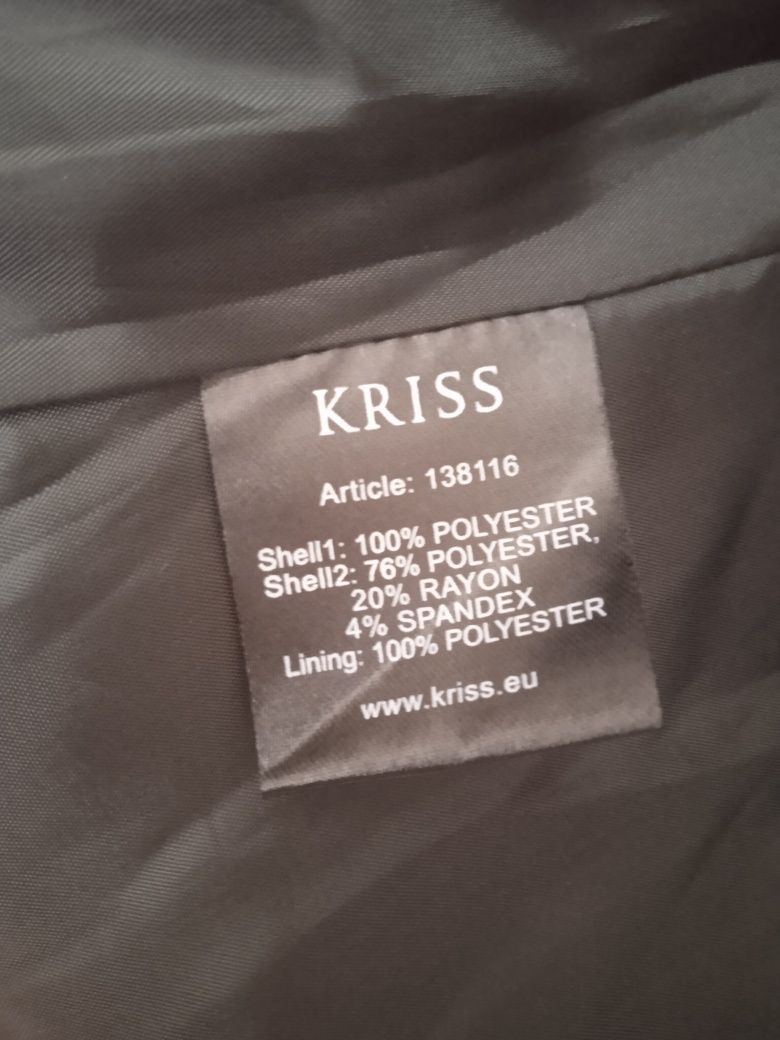 KRISS
Article: 138116
Shell1: 100% POLYESTER
Shell2: 76% POLYESTER,
20% RAYON
4% SPANDEX
Lining: 100% POLYESTER
www.kriss.eu